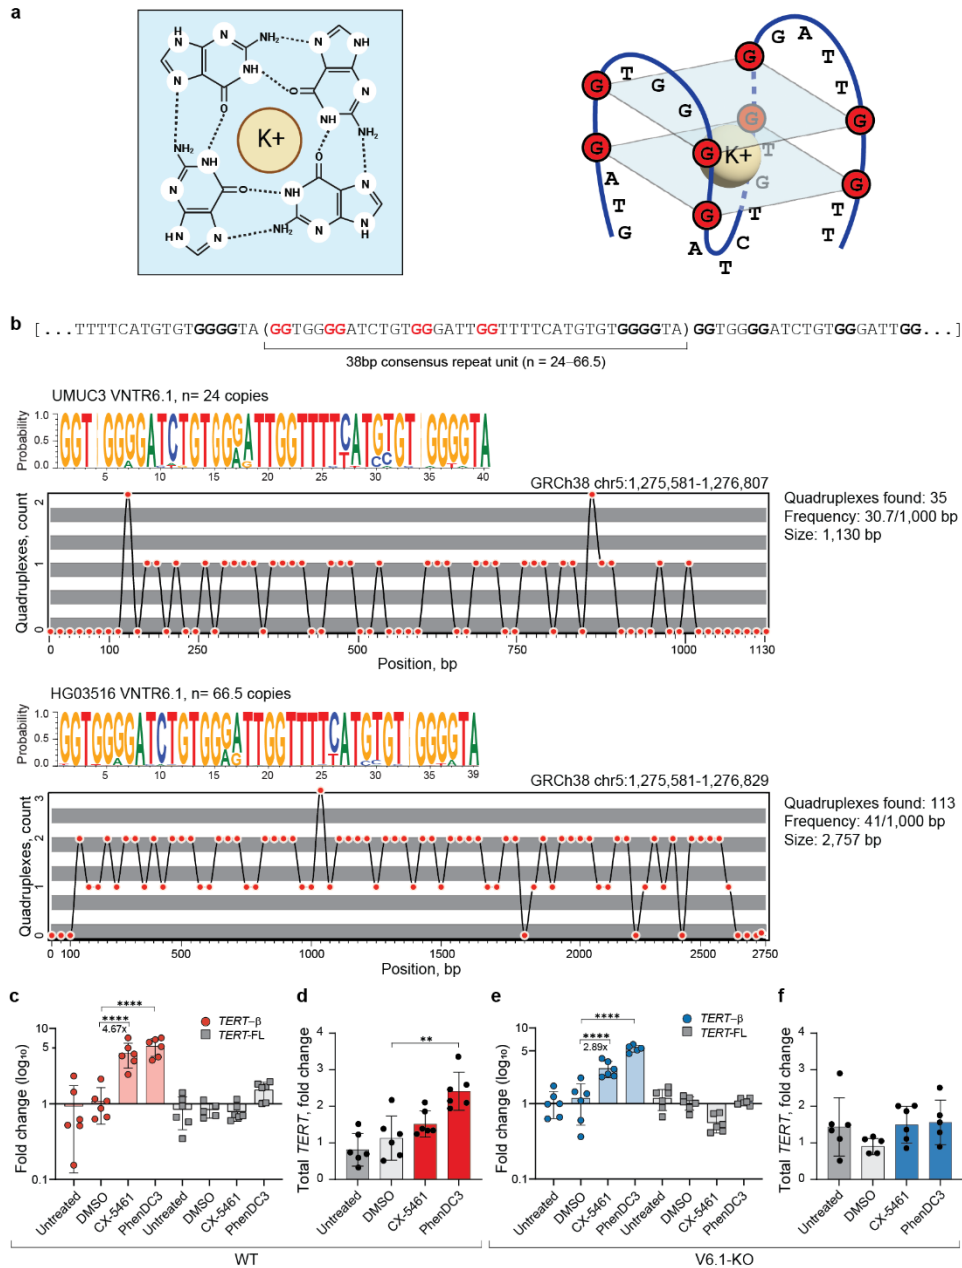 a
N H N NH₂ N NH
N NH O O N
NH NH₂
O K+ O
NH₂ NH NH N
N O NH₂ N
N H N N N H
G G A T T G T G G G G G G K+ T G G A T G G A T C T T T
b
[...TTTTCATGTGTGGGGTA(GGTGGGGATCTGTGGGATTGGTTTTCATGTGTGGGGTA)GGTGGGGATCTGTGGGATTGG...]
38bp consensus repeat unit (n = 24–66.5)
UMUC3 VNTR6.1, n= 24 copies
Probability
1.0
0.5
0.0
5 10 15 20 25 30 35 40
GRCh38 chr5:1,275,581-1,276,807
Quadruplexes, count
2
1
0
0 100 250 500 750 1000 1130
Position, bp
Quadruplexes found: 35
Frequency: 30.7/1,000 bp
Size: 1,130 bp
HG03516 VNTR6.1, n= 66.5 copies
Probability
1.0
0.5
0.0
5 10 15 20 25 30 35 39
GRCh38 chr5:1,275,581-1,276,829
Quadruplexes, count
3
2
1
0
0 100 500 1000 1500 2000 2500 2750
Position, bp
Quadruplexes found: 113
Frequency: 41/1,000 bp
Size: 2,757 bp
c
Fold change (log₁₀)
10
5
1
0.1
****
****
4.67x
TERT–β
TERT-FL
Untreated DMSO CX-5461 PhenDC3 Untreated DMSO CX-5461 PhenDC3
d
Total TERT, fold change
4
3
2
1
0
**
Untreated DMSO CX-5461 PhenDC3
WT
e
Fold change (log₁₀)
10
5
1
0.1
****
****
2.89x
TERT–β
TERT-FL
Untreated DMSO CX-5461 PhenDC3 Untreated DMSO CX-5461 PhenDC3
f
Total TERT, fold change
4
3
2
1
0
Untreated DMSO CX-5461 PhenDC3
V6.1-KO